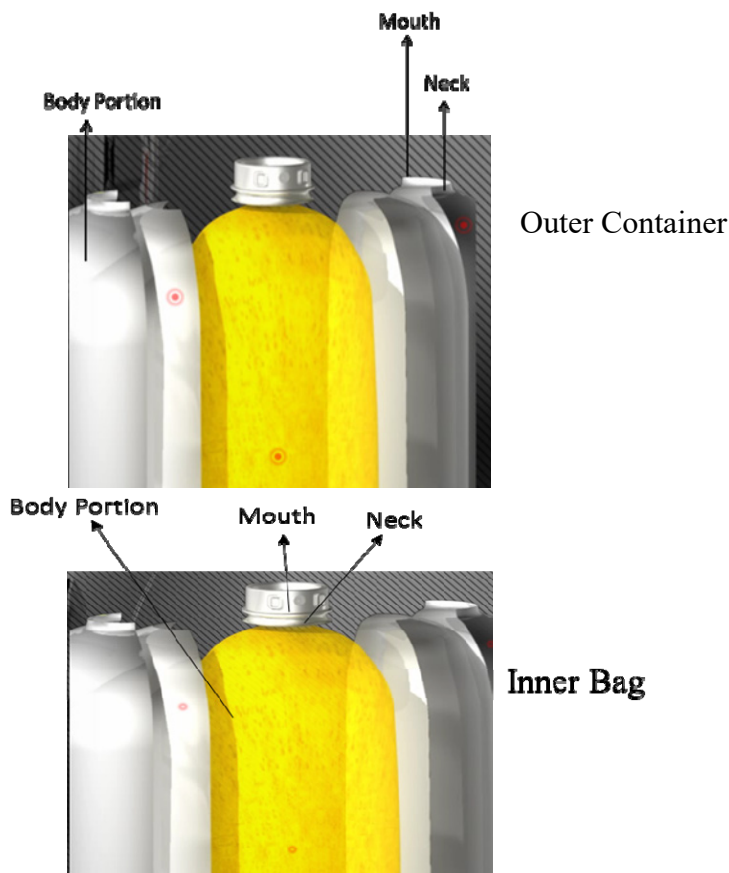 Mouth
Neck
Body Portion
Outer Container
Body Portion
Mouth
Neck
Inner Bag